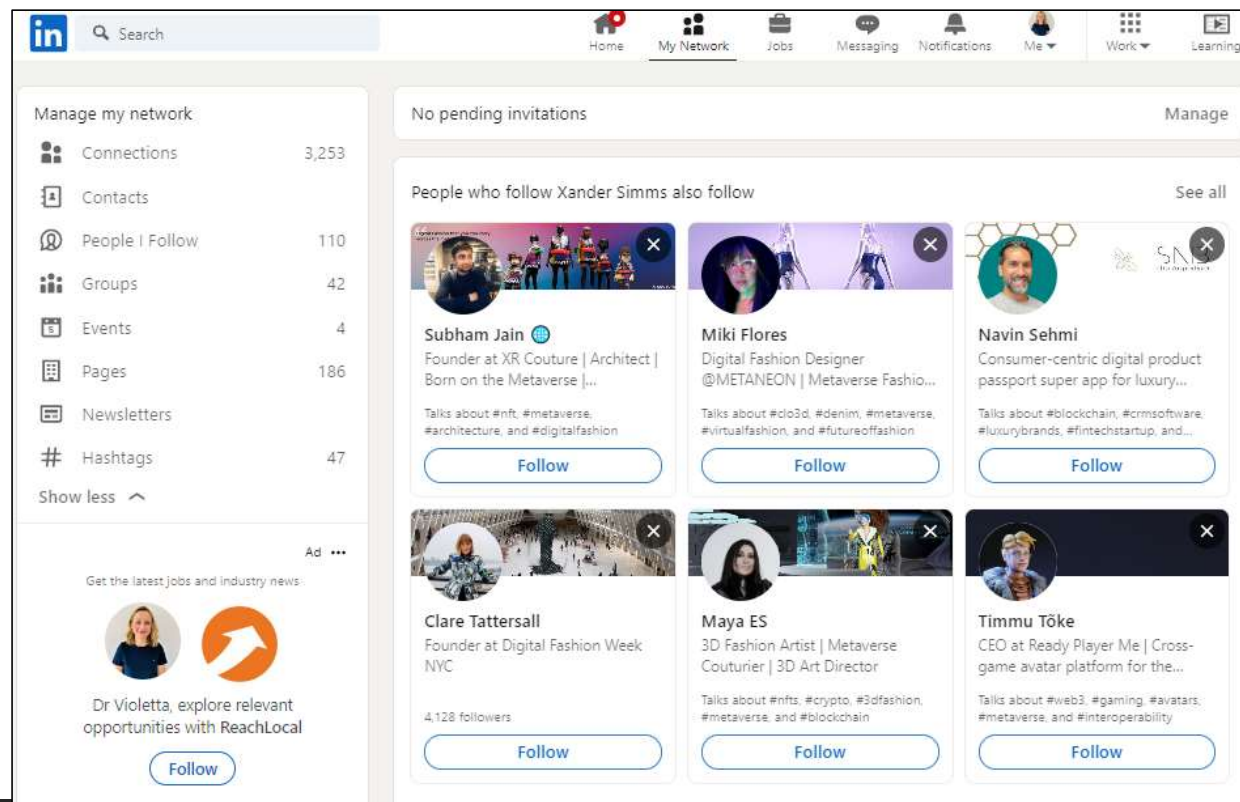 in
Search
Home
My Network
Jobs
Messaging
Notifications
Me
Work
Learning
Manage my network
Connections 3,253
Contacts
People I Follow 110
Groups 42
Events 4
Pages 186
Newsletters
Hashtags 47
Show less
Ad
Get the latest jobs and industry news
Dr Violetta, explore relevant
opportunities with ReachLocal
Follow
No pending invitations Manage
People who follow Xander Simms also follow See all
Subham Jain
Founder at XR Couture | Architect |
Born on the Metaverse |...
Talks about #nft, #metaverse,
#architecture, and #digitalfashion
Follow
Miki Flores
Digital Fashion Designer
@METANEON | Metaverse Fashio...
Talks about #clo3d, #denim, #metaverse,
#virtualfashion, and #futureoffashion
Follow
Navin Sehmi
Consumer-centric digital product
passport super app for luxury...
Talks about #blockchain, #crmsoftware,
#luxurybrands, #fintechstartup, and...
Follow
Clare Tattersall
Founder at Digital Fashion Week
NYC
4,128 followers
Follow
Maya ES
3D Fashion Artist | Metaverse
Couturier | 3D Art Director
Talks about #nfts, #crypto, #3dfashion,
#metaverse, and #blockchain
Follow
Timmu Tõke
CEO at Ready Player Me | Cross-
game avatar platform for the...
Talks about #web3, #gaming, #avatars,
#metaverse, and #interoperability
Follow